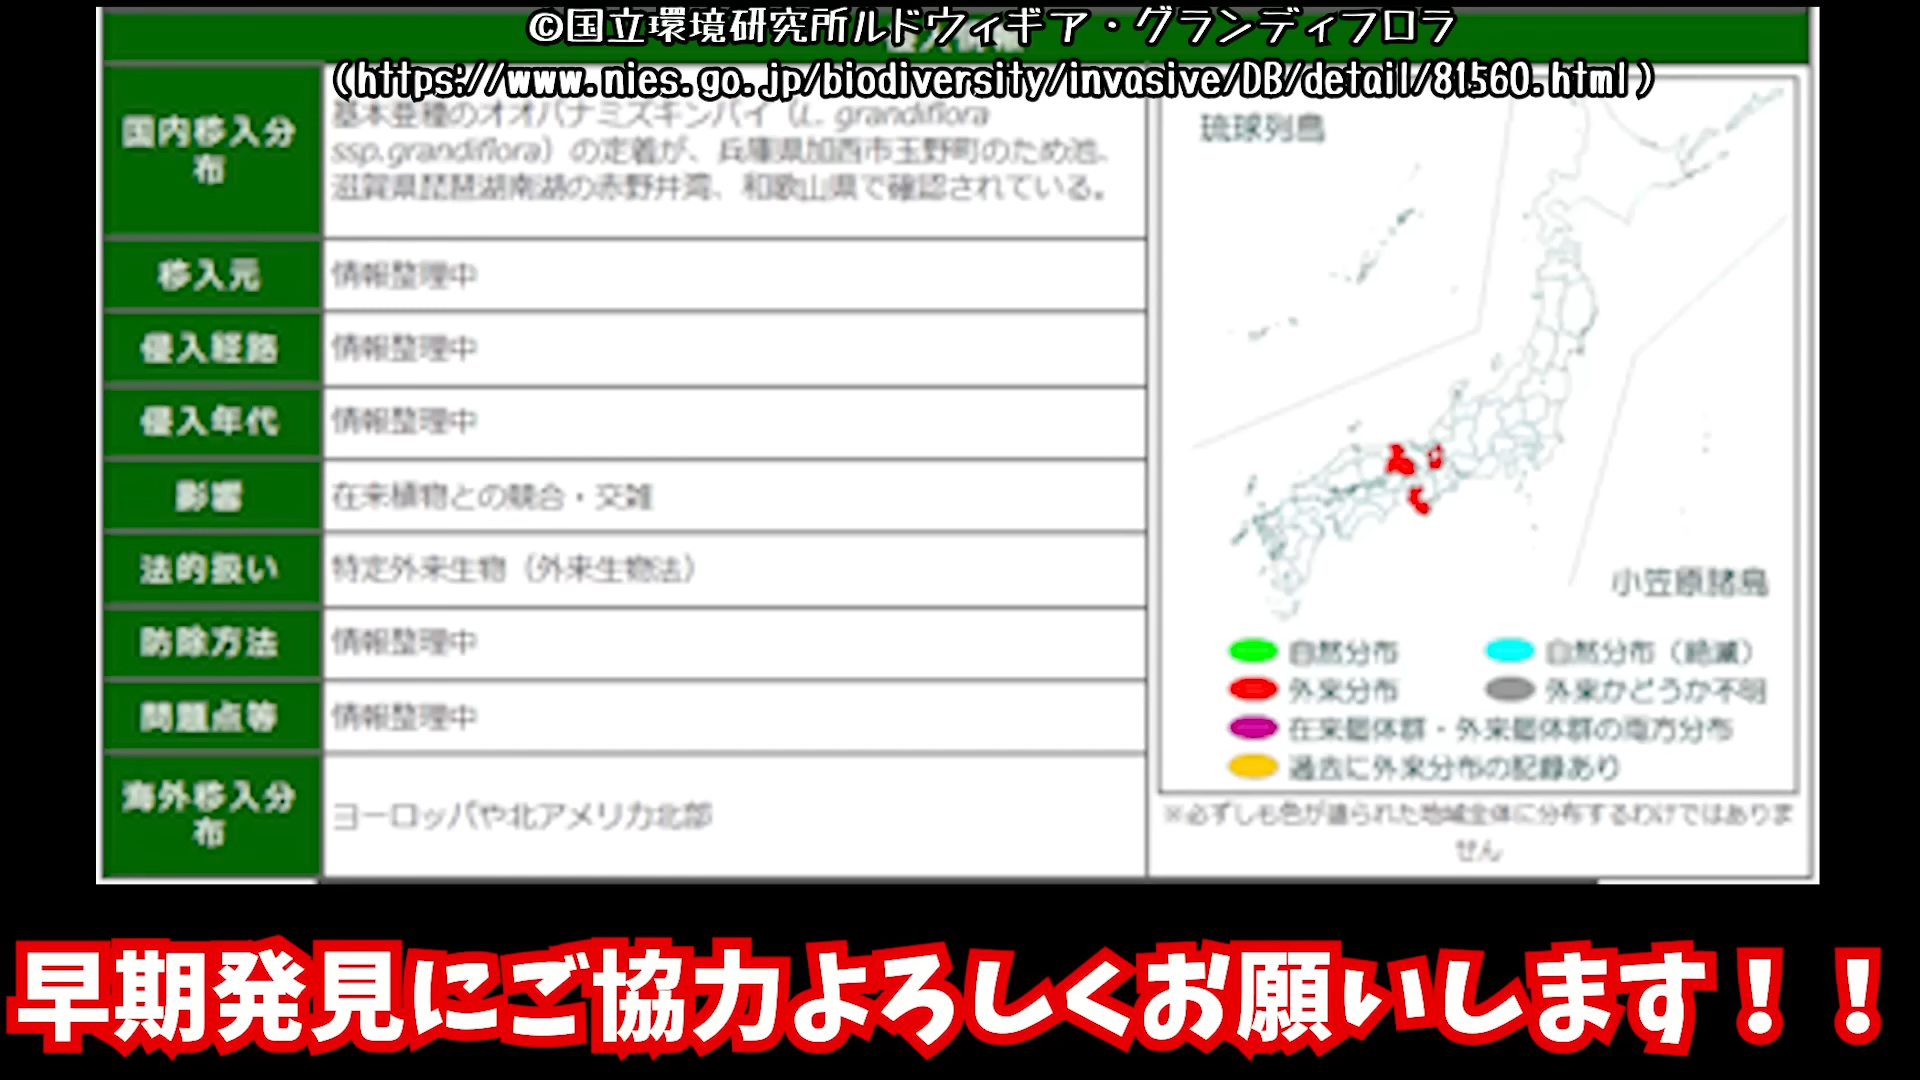 ©国立環境研究所ルドウィギア・グランディフロラ
(https://www.nies.go.jp/biodiversity/invasive/DB/detail/81560.html)
国内移入分布
基本亜種のオオバナミズキンバイ(L. grandiflora
ssp.grandiflora)の定着が、兵庫県加西市玉野町のため池、
滋賀県琵琶湖南湖の赤野井湾、和歌山県で確認されている。
移入元
情報整理中
侵入経路
情報整理中
侵入年代
情報整理中
影響
在来植物との競合・交雑
法的扱い
特定外来生物(外来生物法)
防除方法
情報整理中
問題点等
情報整理中
海外移入分布
ヨーロッパや北アメリカ北部
琉球列島
小笠原諸島
自然分布
自然分布(絶滅)
外来分布
外来かどうか不明
在来個体群・外来個体群の両方分布
過去に外来分布の記録あり
※必ずしも色が塗られた地域全体に分布するわけではありま
せん
早期発見にご協力よろしくお願いします!!